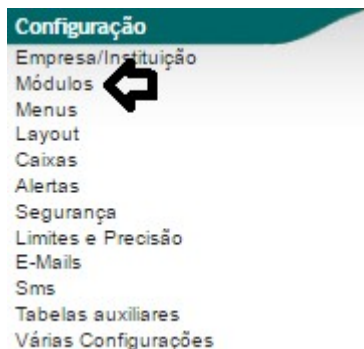 Configuração
Empresa/Instituição
Módulos
Menus
Layout
Caixas
Alertas
Segurança
Limites e Precisão
E-Mails
Sms
Tabelas auxiliares
Várias Configurações